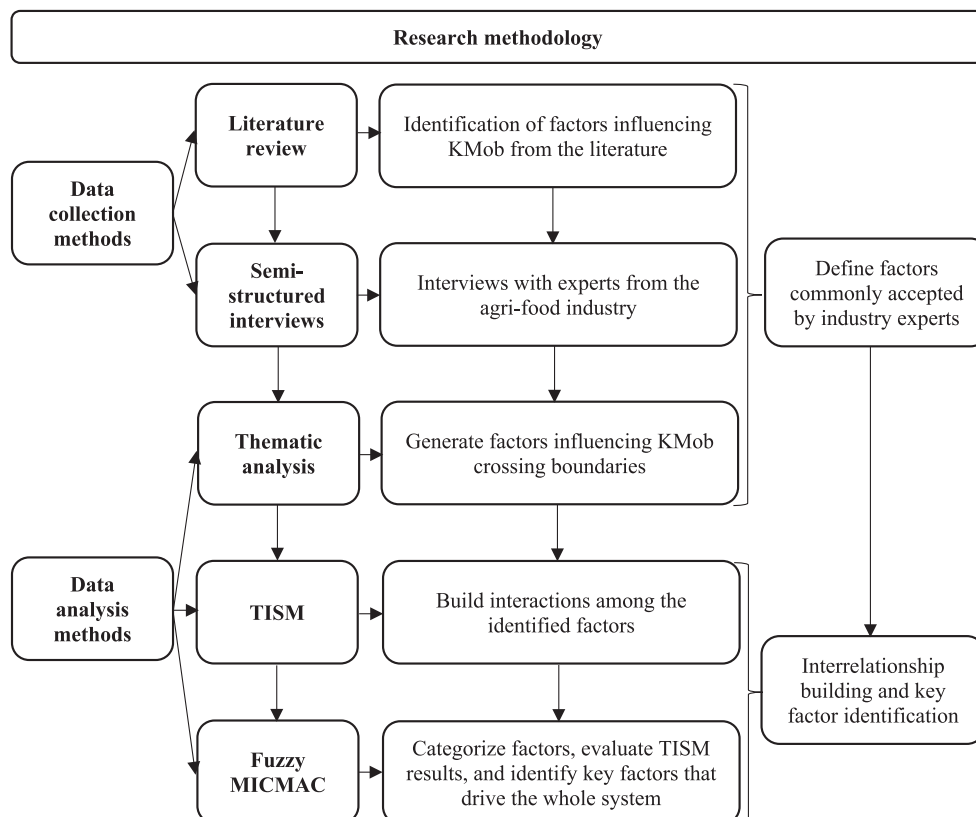 Research methodology
Literature
review
Identification of factors influencing
KMob from the literature
Data
collection
methods
Semi-
structured
interviews
Interviews with experts from the
agri-food industry
Define factors
commonly accepted
by industry experts
Thematic
analysis
Generate factors influencing KMob
crossing boundaries
Data
analysis
methods
TISM
Build interactions among the
identified factors
Interrelationship
building and key
factor identification
Fuzzy
MICMAC
Categorize factors, evaluate TISM
results, and identify key factors that
drive the whole system